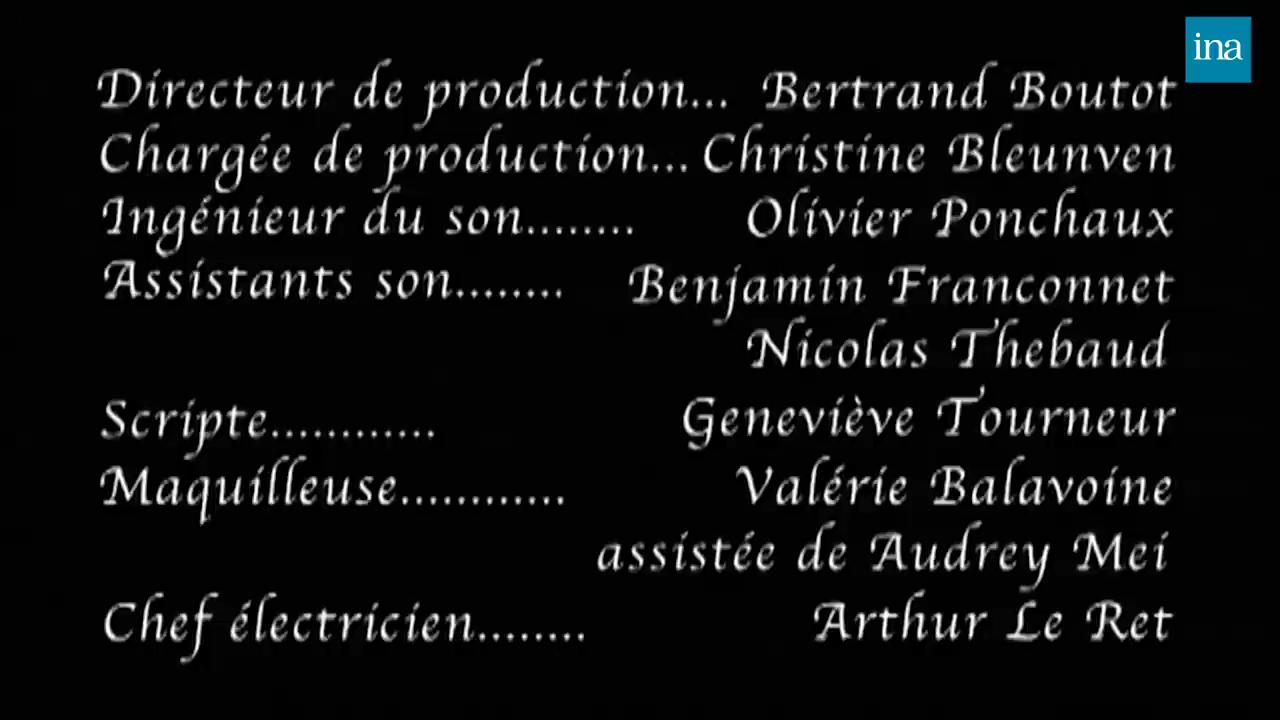 ina
Directeur de production... Bertrand Boutot
Chargée de production... Christine Bleunven
Ingénieur du son........ Olivier Ponchaux
Assistants son........ Benjamin Franconnet
Nicolas Thebaud
Scripte............ Geneviève Tourneur
Maquilleuse............ Valérie Balavoine
assistée de Audrey Mei
Chef électricien........ Arthur Le Ret